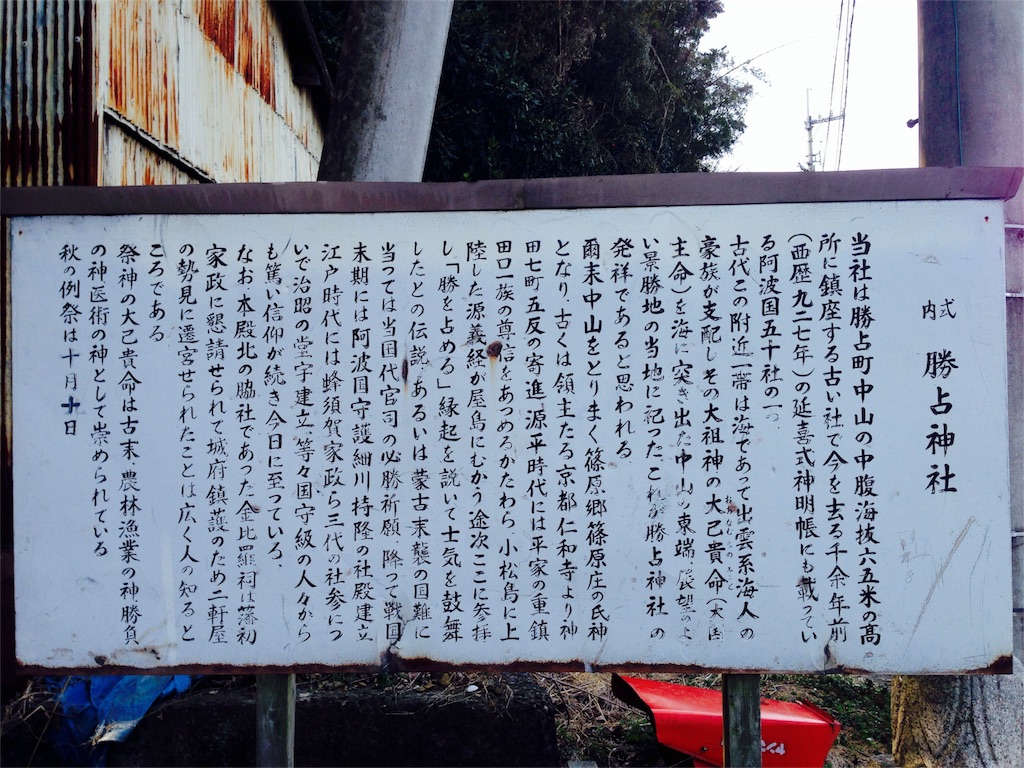 式内 勝占神社
当社は勝占町中山の中腹海抜六五米の高
所に鎮座する古い社で今を去る千余年前
(西歴九二七年)の延喜式神明帳にも載ってい
る阿波国五十社の一つ
古代この附近一帯は海であって出雲系海人の
豪族が支配しその大祖神の大己貴命(大国
主命)を海に突き出た中山の東端展望のよ
い景勝地の当地に祀ったこれが勝占神社の
発祥であると思われる
爾末中山をとりまく篠原郷篠原庄の氏神
となり、古くは領主たる京都仁和寺より神
田七町五反の寄進、源平時代には平家の重鎮
田口一族の尊信をあつめるかたわら、小松島に上
陸した源義経が屋島にむかう途次ここに参拝
し「勝を占める」縁起を説いて士気を鼓舞
したとの伝説、あるいは蒙古末襲の国難に
当っては当国代官司の必勝祈願、降って戦国
末期には阿波国守護細川持隆の社殿建立
江戸時代には蜂須賀家政ら三代の社参につ
いで治昭の堂宇建立、等々国守級の人々から
も篤い信仰が続き今日に至っている、
なお本殿北の脇社であった金比羅祠は藩初
家政に懇請せられて城府鎮護のため二軒屋
の勢見に遷宮せられたことは広く人の知ると
ころである
祭神の大己貴命は古末、農林漁業の神勝負
の神医術の神として崇められている
秋の例祭は十月十日